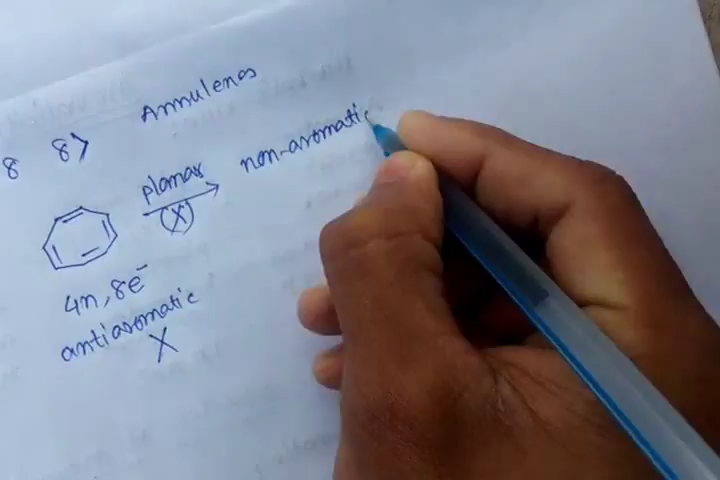 8 8> Annulenes
planar
(X)
non-aromatic
4n, 8e⁻
antiaromatic
X